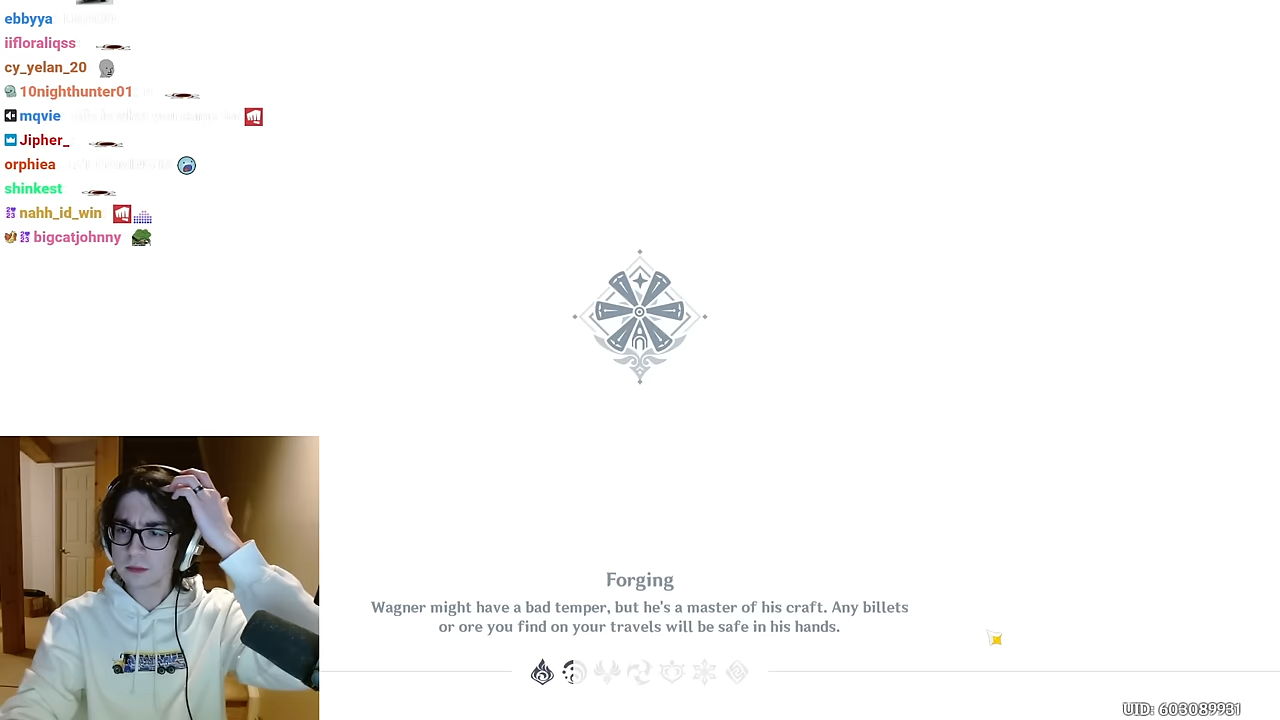 ebbyya
iifloraliqss
cy_yelan_20
10nighthunter01
mqvie
Jipher_
orphiea
shinkest
nahh_id_win
bigcatjohnny
Forging
Wagner might have a bad temper, but he's a master of his craft. Any billets
or ore you find on your travels will be safe in his hands.
UID: 603089931